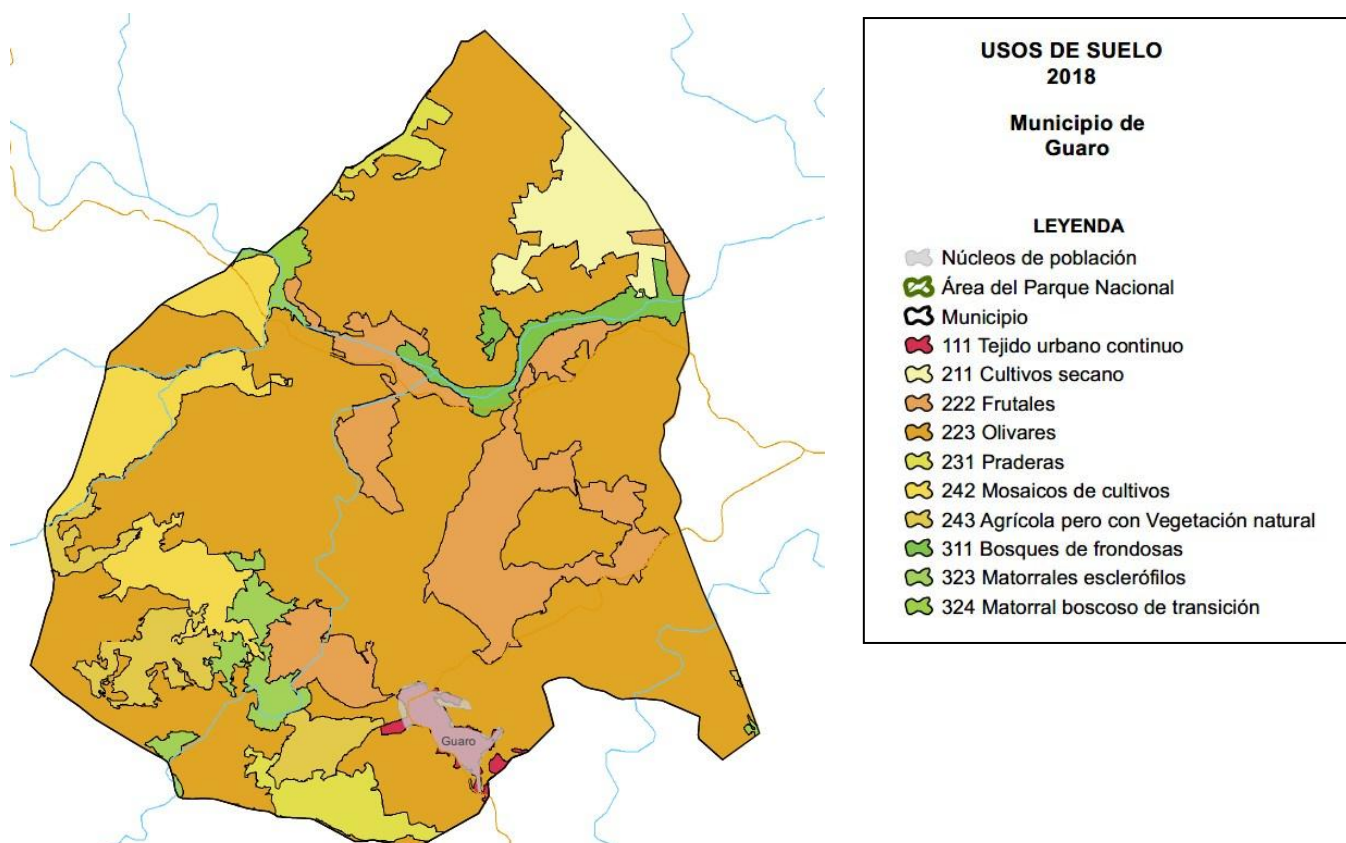 USOS DE SUELO
2018
Municipio de
Guaro
LEYENDA
Núcleos de población
Área del Parque Nacional
Municipio
111 Tejido urbano continuo
211 Cultivos secano
222 Frutales
223 Olivares
231 Praderas
242 Mosaicos de cultivos
243 Agrícola pero con Vegetación natural
311 Bosques de frondosas
323 Matorrales esclerófilos
324 Matorral boscoso de transición
Guaro